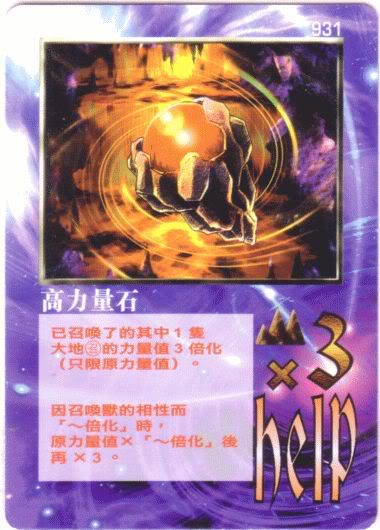 931
高力量石
已召喚了的其中1隻
大地召的力量值3倍化
（只限原力量值）。
因召喚獸的相性而
「～倍化」時，
原力量值×「～倍化」後
再×3。
×3
help